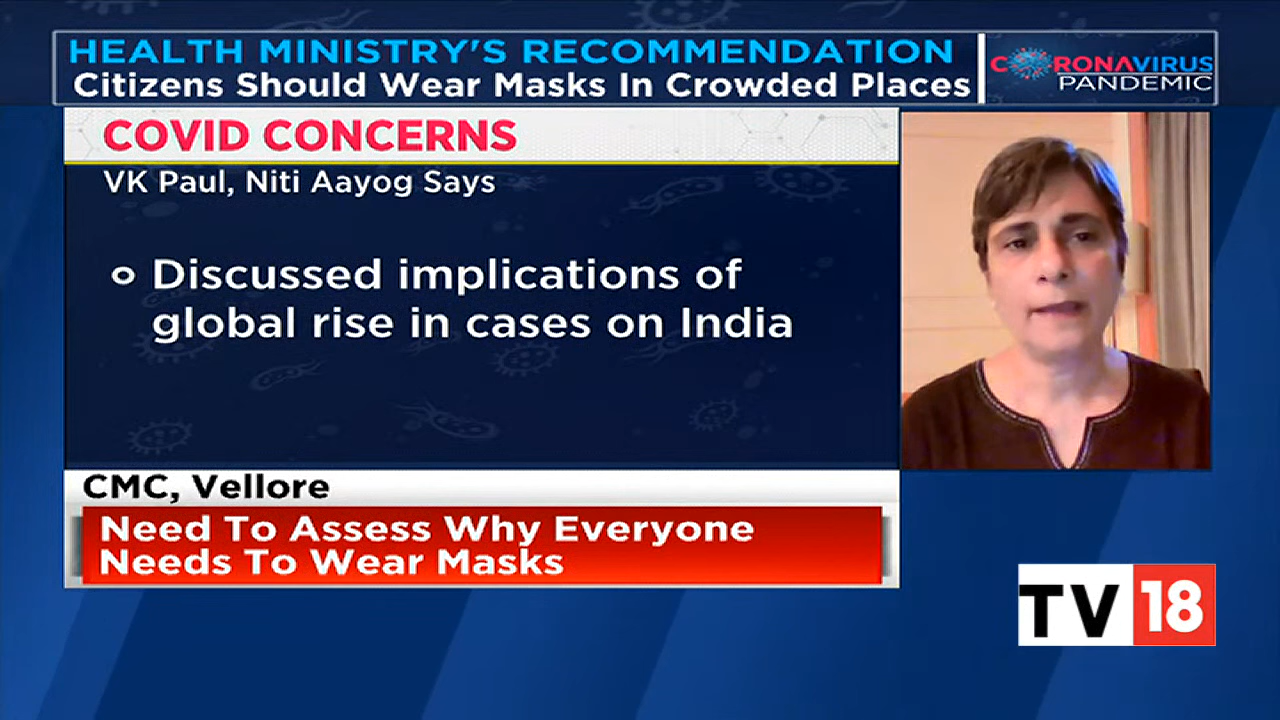 HEALTH MINISTRY'S RECOMMENDATION
Citizens Should Wear Masks In Crowded Places
CORONAVIRUS
PANDEMIC
COVID CONCERNS
VK Paul, Niti Aayog Says
Discussed implications of
global rise in cases on India
CMC, Vellore
Need To Assess Why Everyone
Needs To Wear Masks
TV18